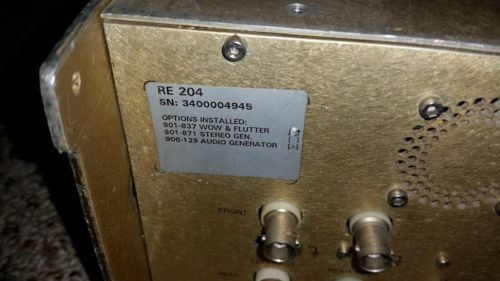 RE 204
SN: 3400004945
OPTIONS INSTALLED:
901-837 WOW & FLUTTER
901-871 STEREO GEN.
906-129 AUDIO GENERATOR
FRONT
REAR